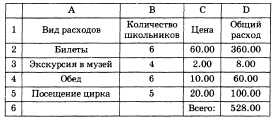 A B C D
1 Вид расходов Количество школьников Цена Общий расход
2 Билеты 6 60.00 360.00
3 Экскурсия в музей 4 2.00 8.00
4 Обед 6 10.00 60.00
5 Посещение цирка 5 20.00 100.00
6 Всего: 528.00